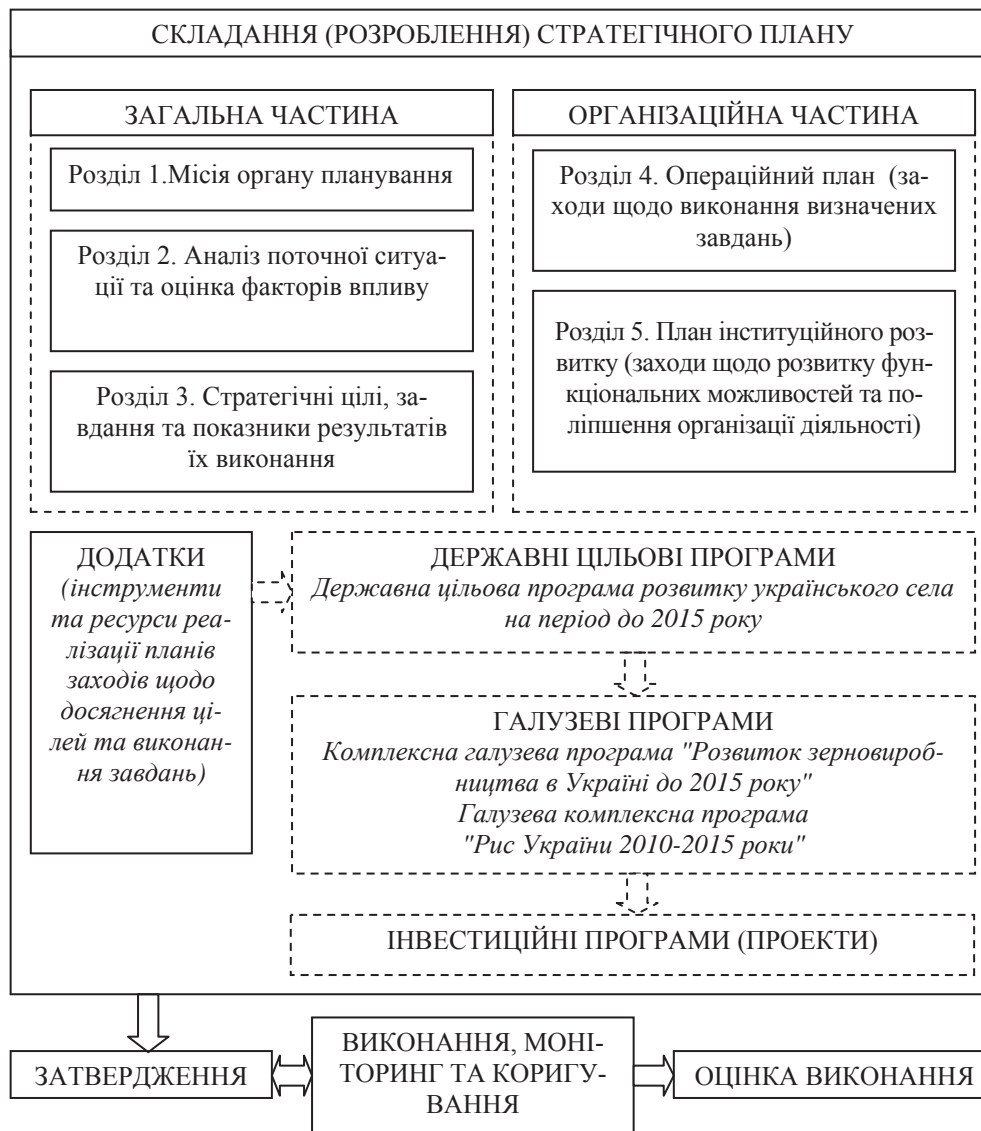 СКЛАДАННЯ (РОЗРОБЛЕННЯ) СТРАТЕГІЧНОГО ПЛАНУ
ЗАГАЛЬНА ЧАСТИНА
Розділ 1.Місія органу планування
Розділ 2. Аналіз поточної ситуа-
ції та оцінка факторів впливу
Розділ 3. Стратегічні цілі, за-
вдання та показники результатів
їх виконання
ОРГАНІЗАЦІЙНА ЧАСТИНА
Розділ 4. Операційний план (за-
ходи щодо виконання визначених
завдань)
Розділ 5. План інституційного роз-
витку (заходи щодо розвитку фун-
кціональних можливостей та по-
ліпшення організації діяльності)
ДОДАТКИ
(інструменти
та ресурси реа-
лізації планів
заходів щодо
досягнення ці-
лей та виконан-
ня завдань)
ДЕРЖАВНІ ЦІЛЬОВІ ПРОГРАМИ
Державна цільова програма розвитку українського села
на період до 2015 року
ГАЛУЗЕВІ ПРОГРАМИ
Комплексна галузева програма "Розвиток зерновироб-
ництва в Україні до 2015 року"
Галузева комплексна програма
"Рис України 2010-2015 роки"
ІНВЕСТИЦІЙНІ ПРОГРАМИ (ПРОЕКТИ)
ЗАТВЕРДЖЕННЯ
ВИКОНАННЯ, МОНІ-
ТОРИНГ ТА КОРИГУ-
ВАННЯ
ОЦІНКА ВИКОНАННЯ